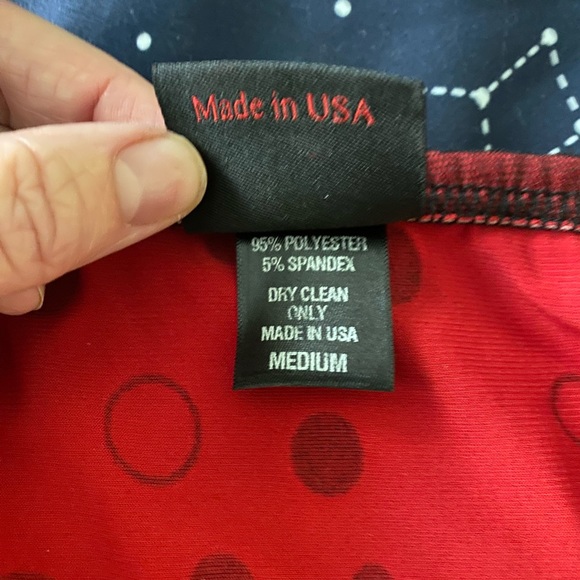 Made in USA
95% POLYESTER
5% SPANDEX
DRY CLEAN
ONLY
MADE IN USA
MEDIUM